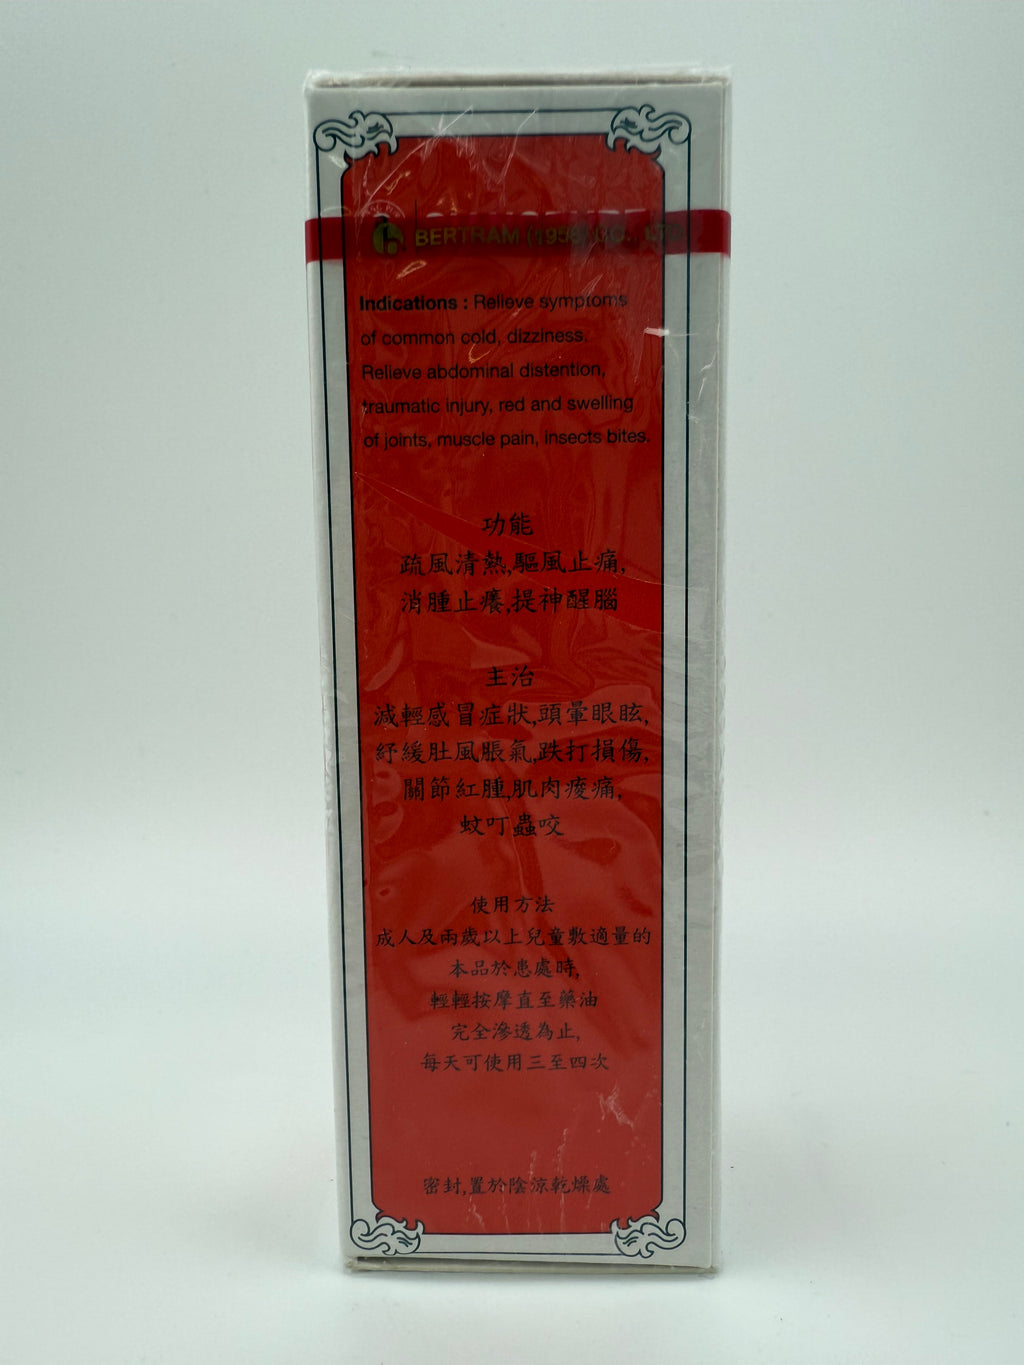 BERTRAM (1958) CO., LTD.
Indications : Relieve symptoms
of common cold, dizziness.
Relieve abdominal distention,
traumatic injury, red and swelling
of joints, muscle pain, insects bites.
功能
疏風清熱,驅風止痛,
消腫止癢,提神醒腦
主治
減輕感冒症狀,頭暈眼眩,
紓緩肚風脹氣,跌打損傷,
關節紅腫,肌肉痠痛,
蚊叮蟲咬
使用方法
成人及兩歲以上兒童敷適量的
本品於患處時,
輕輕按摩直至藥油
完全滲透為止,
每天可使用三至四次
密封,置於陰涼乾燥處